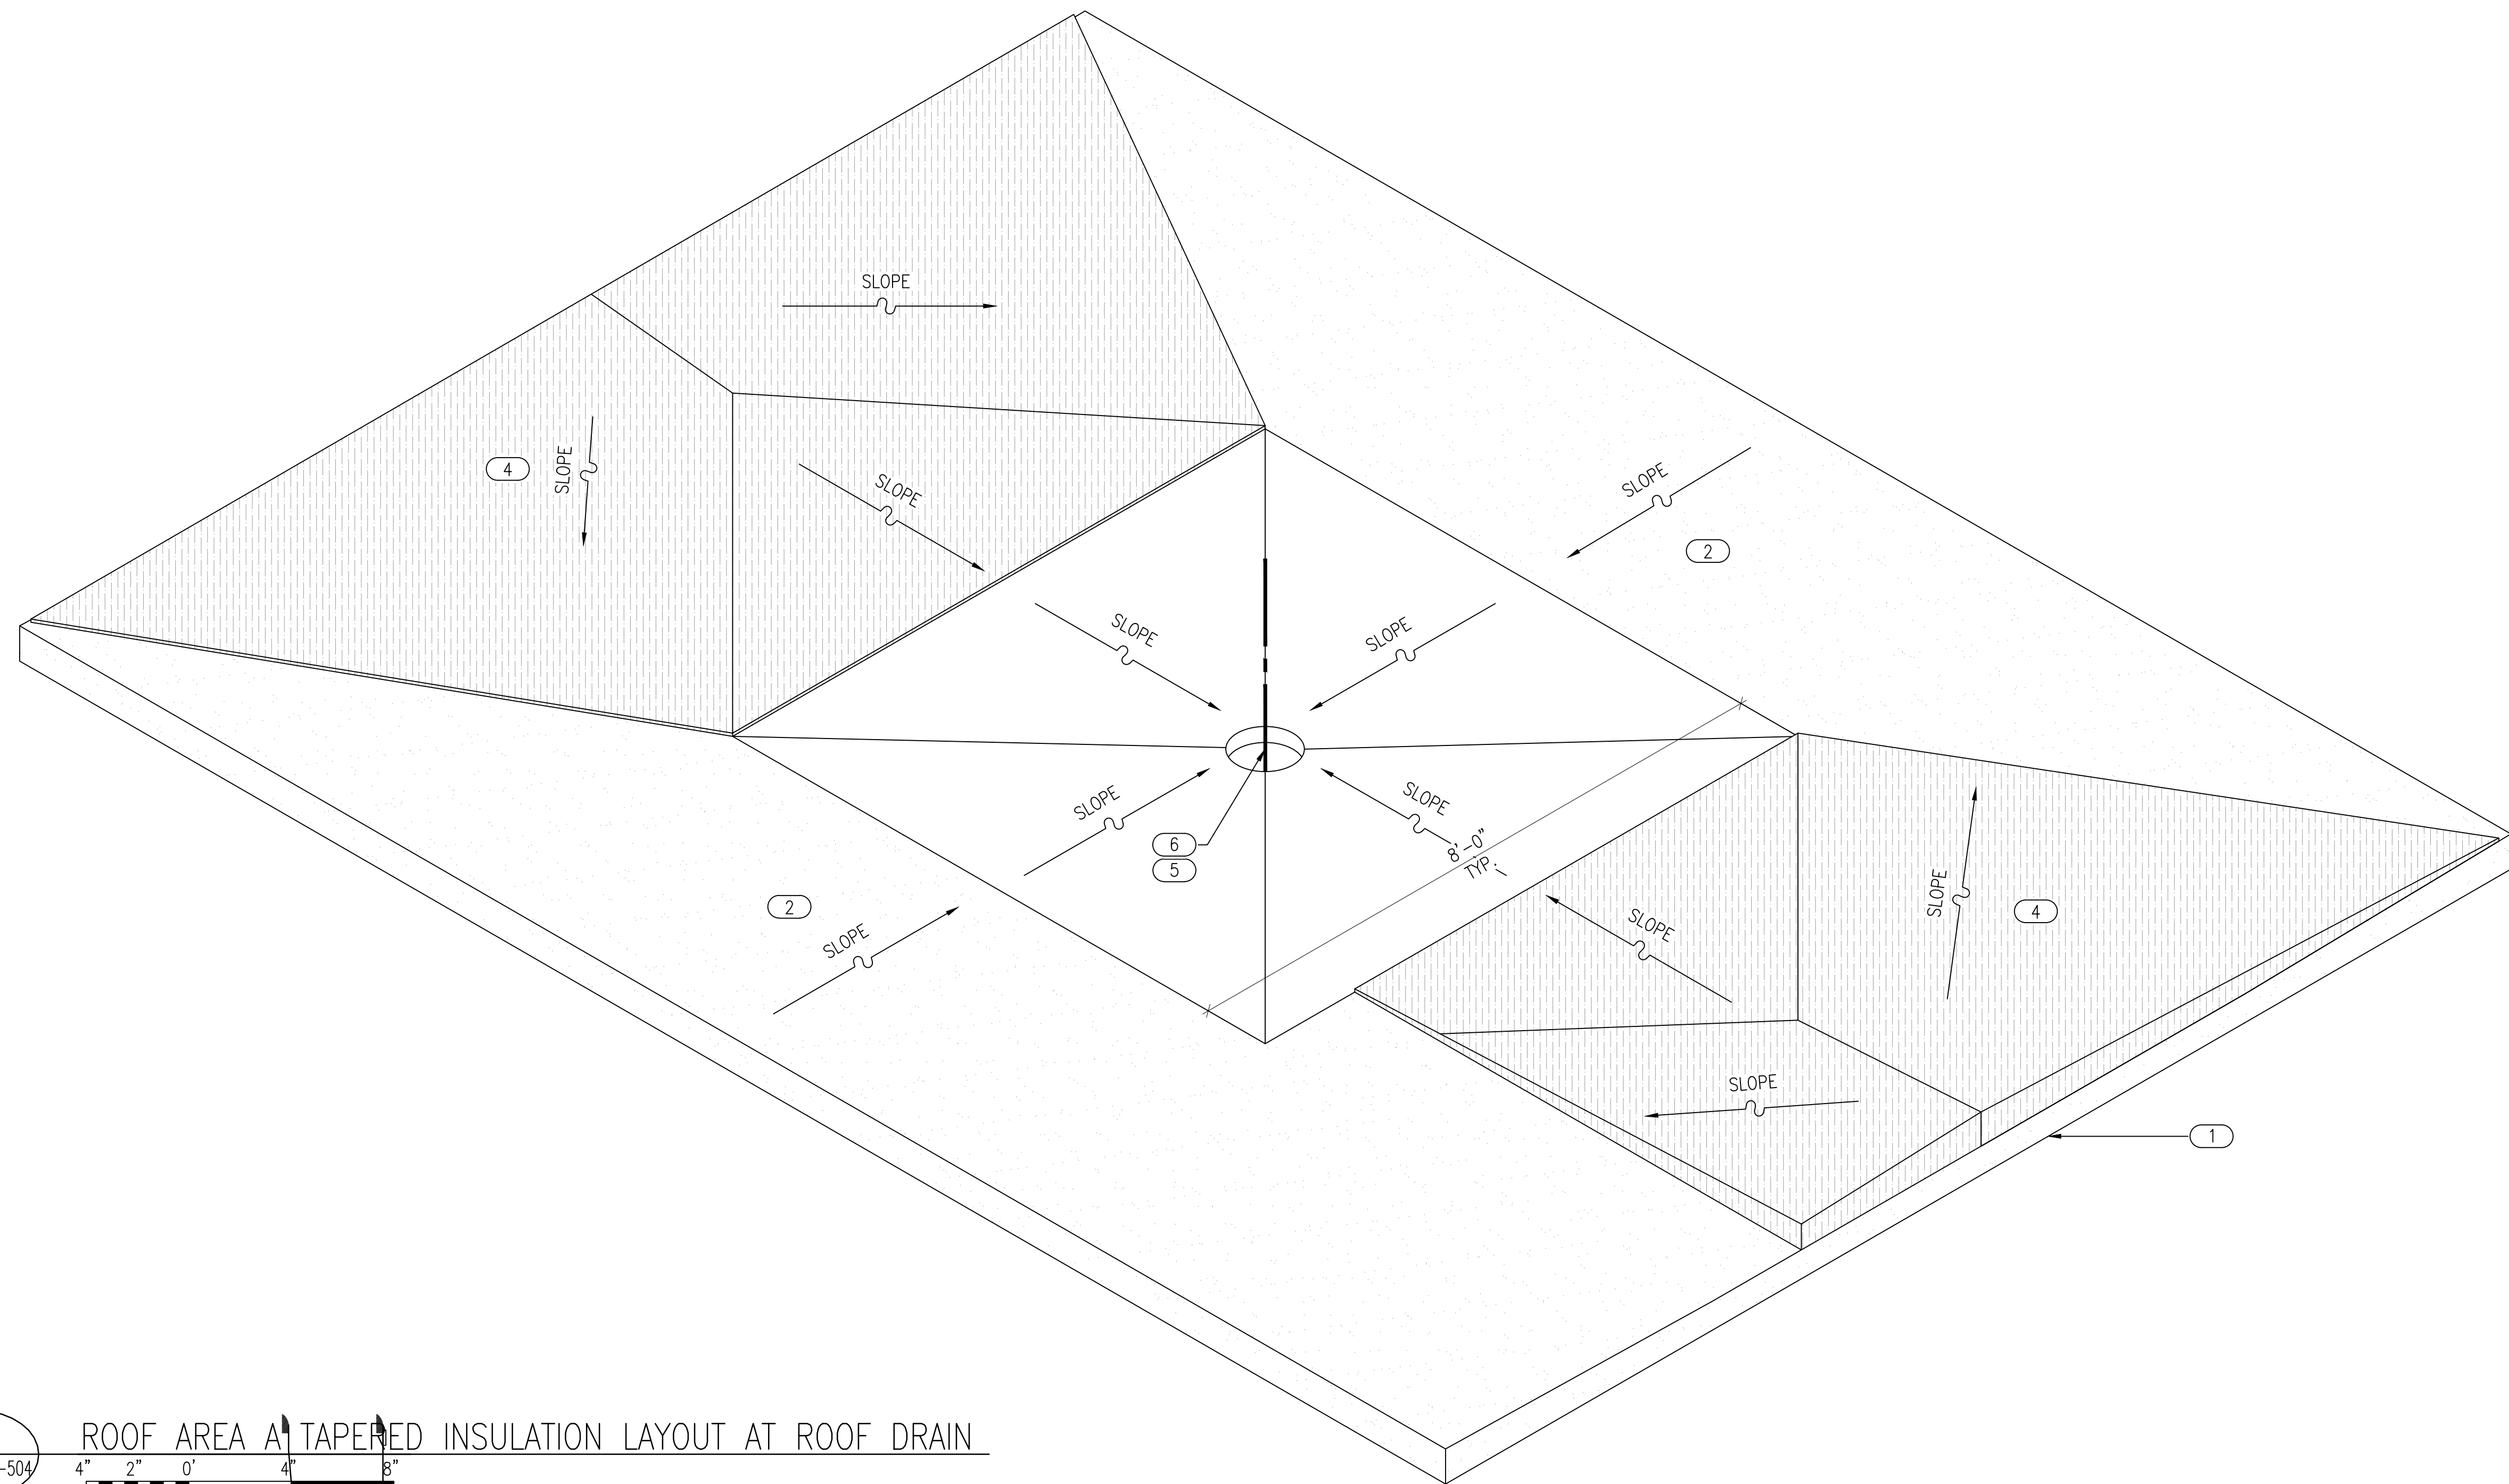 SLOPE
SLOPE
4
SLOPE
SLOPE
2
SLOPE
SLOPE
SLOPE
SLOPE
6
5
8'-0"
TYP.
SLOPE
4
2
SLOPE
SLOPE
SLOPE
1
ROOF AREA A TAPERED INSULATION LAYOUT AT ROOF DRAIN
-504
4" 2" 0' 4" 8"